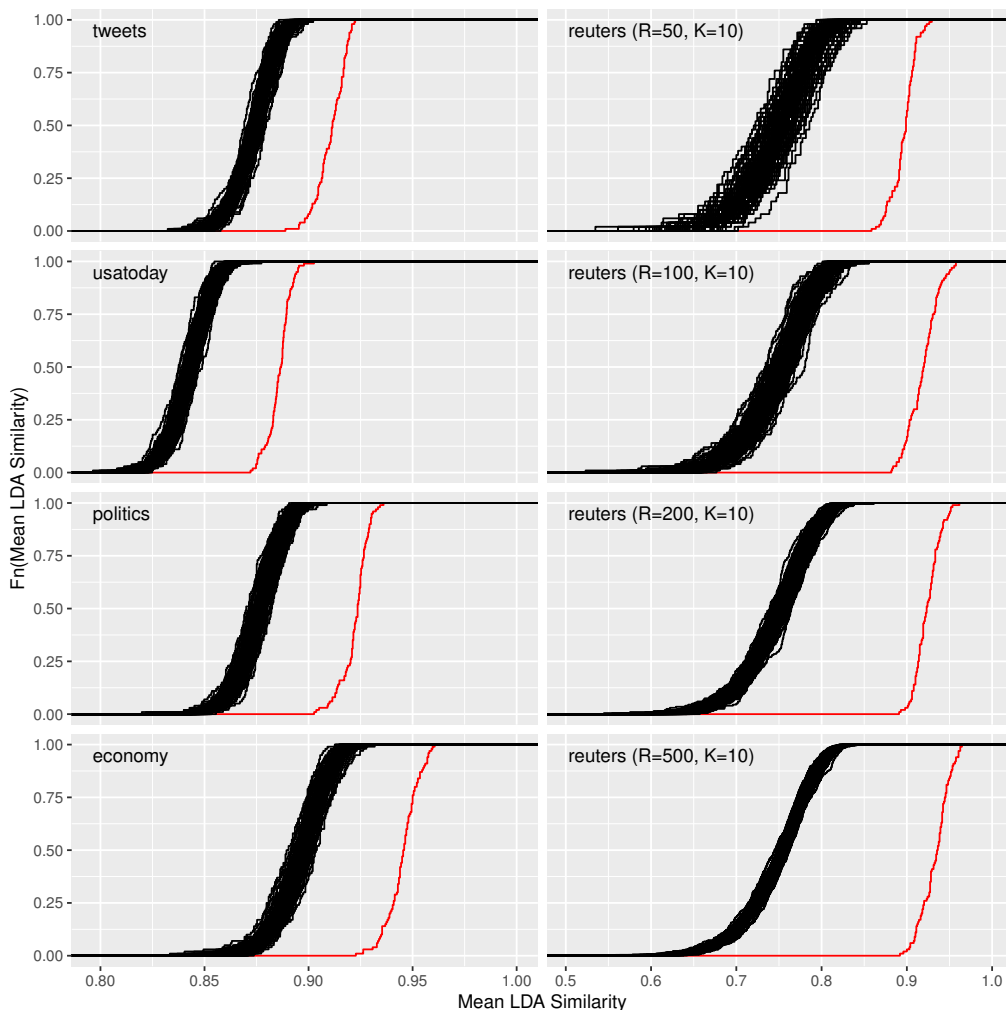 tweets
reuters (R=50, K=10)
1.00
0.75
0.50
0.25
0.00
usatoday
reuters (R=100, K=10)
1.00
0.75
0.50
0.25
0.00
Fn(Mean LDA Similarity)
politics
reuters (R=200, K=10)
1.00
0.75
0.50
0.25
0.00
economy
reuters (R=500, K=10)
1.00
0.75
0.50
0.25
0.00
0.80 0.85 0.90 0.95 1.00
0.5 0.6 0.7 0.8 0.9 1.0
Mean LDA Similarity